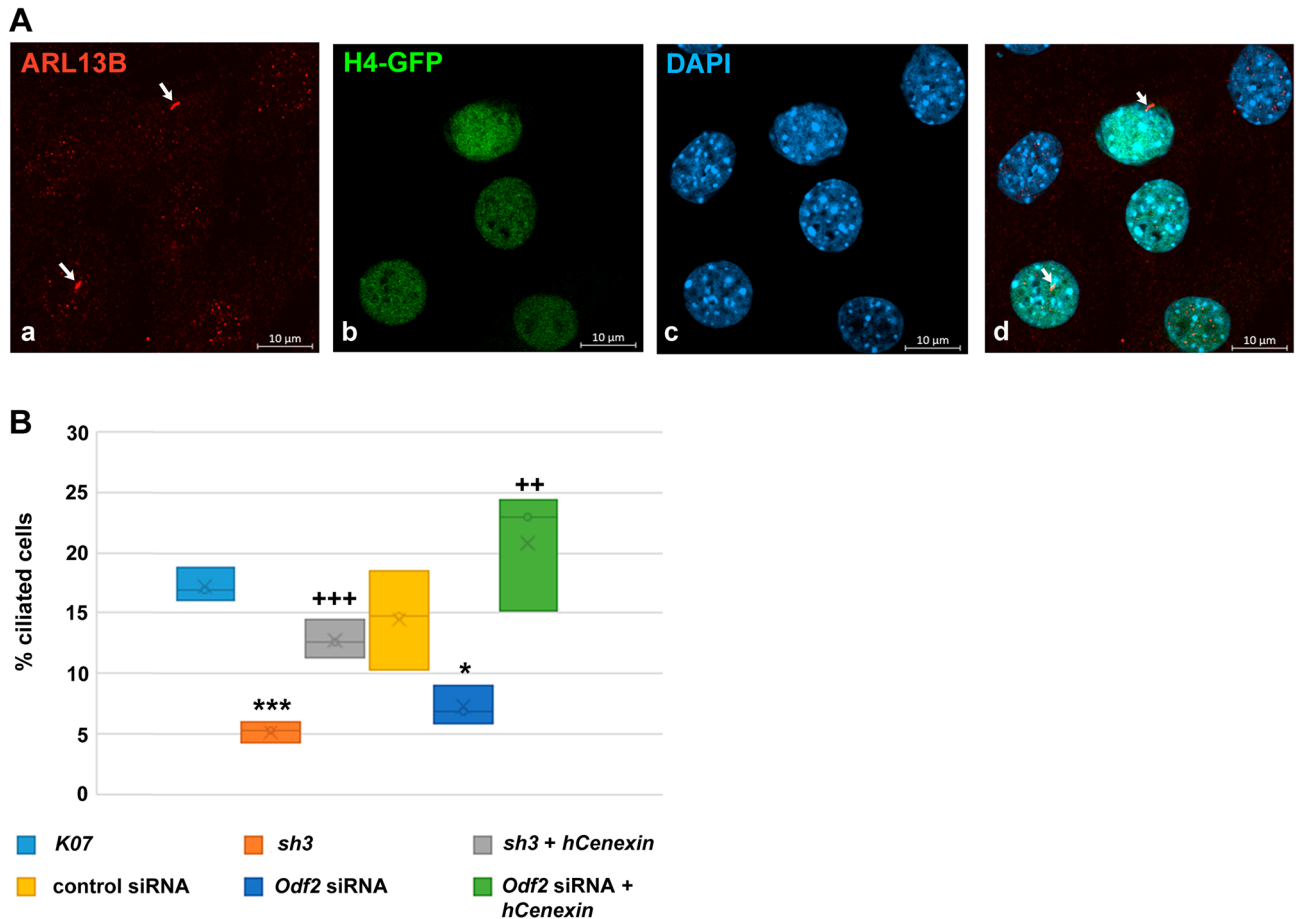 A
ARL13B
H4-GFP
DAPI
a
10 µm
b
10 µm
c
10 µm
d
10 µm
B
% ciliated cells
30
25
20
15
10
5
0
***
+++
*
++
K07
sh3
sh3 + hCenexin
control siRNA
Odf2 siRNA
Odf2 siRNA +
hCenexin